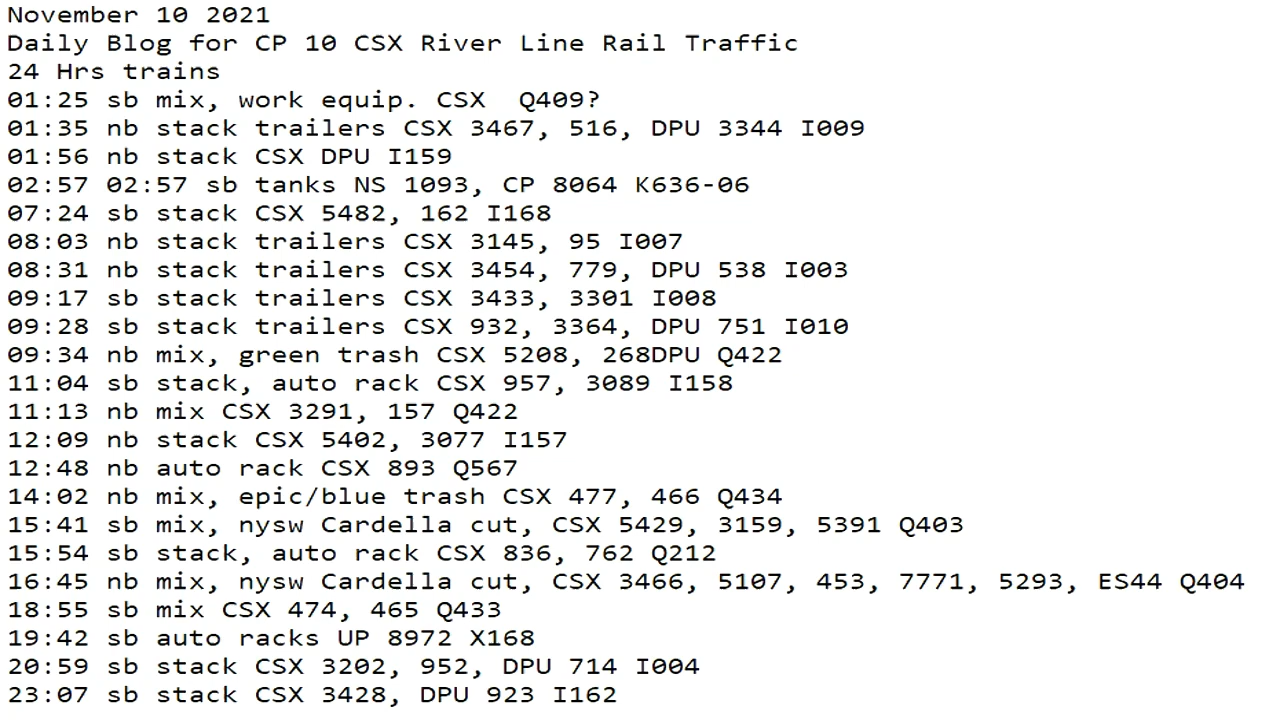 November 10 2021
Daily Blog for CP 10 CSX River Line Rail Traffic
24 Hrs trains
01:25 sb mix, work equip. CSX  Q409?
01:35 nb stack trailers CSX 3467, 516, DPU 3344 I009
01:56 nb stack CSX DPU I159
02:57 02:57 sb tanks NS 1093, CP 8064 K636-06
07:24 sb stack CSX 5482, 162 I168
08:03 nb stack trailers CSX 3145, 95 I007
08:31 nb stack trailers CSX 3454, 779, DPU 538 I003
09:17 sb stack trailers CSX 3433, 3301 I008
09:28 sb stack trailers CSX 932, 3364, DPU 751 I010
09:34 nb mix, green trash CSX 5208, 268DPU Q422
11:04 sb stack, auto rack CSX 957, 3089 I158
11:13 nb mix CSX 3291, 157 Q422
12:09 nb stack CSX 5402, 3077 I157
12:48 nb auto rack CSX 893 Q567
14:02 nb mix, epic/blue trash CSX 477, 466 Q434
15:41 sb mix, nysw Cardella cut, CSX 5429, 3159, 5391 Q403
15:54 sb stack, auto rack CSX 836, 762 Q212
16:45 nb mix, nysw Cardella cut, CSX 3466, 5107, 453, 7771, 5293, ES44 Q404
18:55 sb mix CSX 474, 465 Q433
19:42 sb auto racks UP 8972 X168
20:59 sb stack CSX 3202, 952, DPU 714 I004
23:07 sb stack CSX 3428, DPU 923 I162